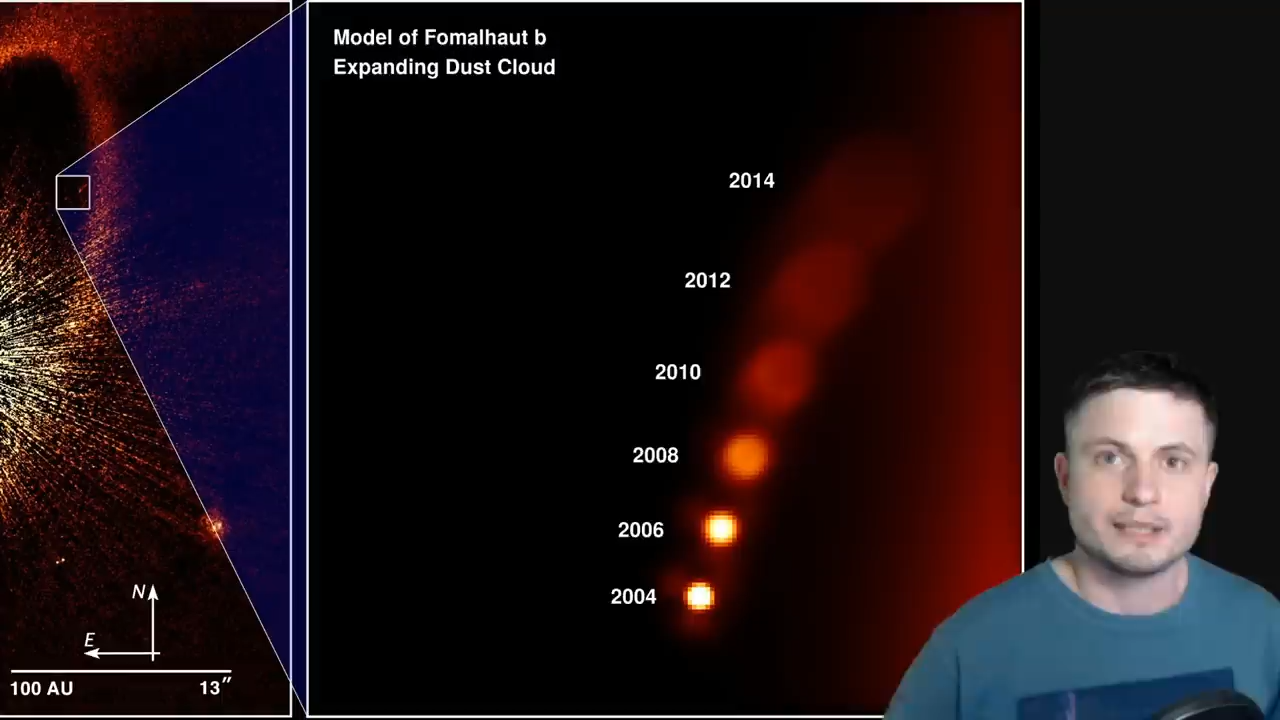 Model of Fomalhaut b
Expanding Dust Cloud
2014
2012
2010
2008
2006
2004
N
E
100 AU
13″